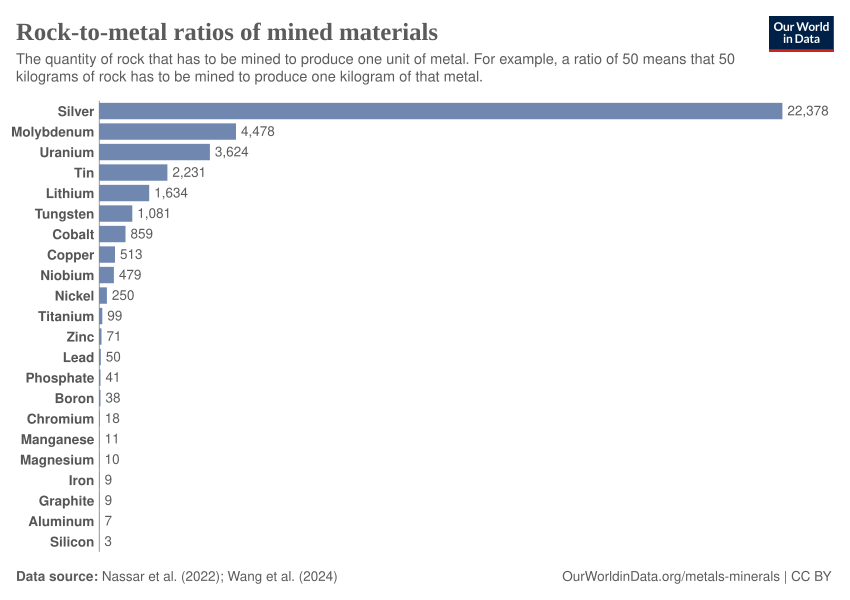 Rock-to-metal ratios of mined materials
Our World
in Data
The quantity of rock that has to be mined to produce one unit of metal. For example, a ratio of 50 means that 50
kilograms of rock has to be mined to produce one kilogram of that metal.
Silver 22,378
Molybdenum 4,478
Uranium 3,624
Tin 2,231
Lithium 1,634
Tungsten 1,081
Cobalt 859
Copper 513
Niobium 479
Nickel 250
Titanium 99
Zinc 71
Lead 50
Phosphate 41
Boron 38
Chromium 18
Manganese 11
Magnesium 10
Iron 9
Graphite 9
Aluminum 7
Silicon 3
Data source: Nassar et al. (2022); Wang et al. (2024) OurWorldinData.org/metals-minerals | CC BY